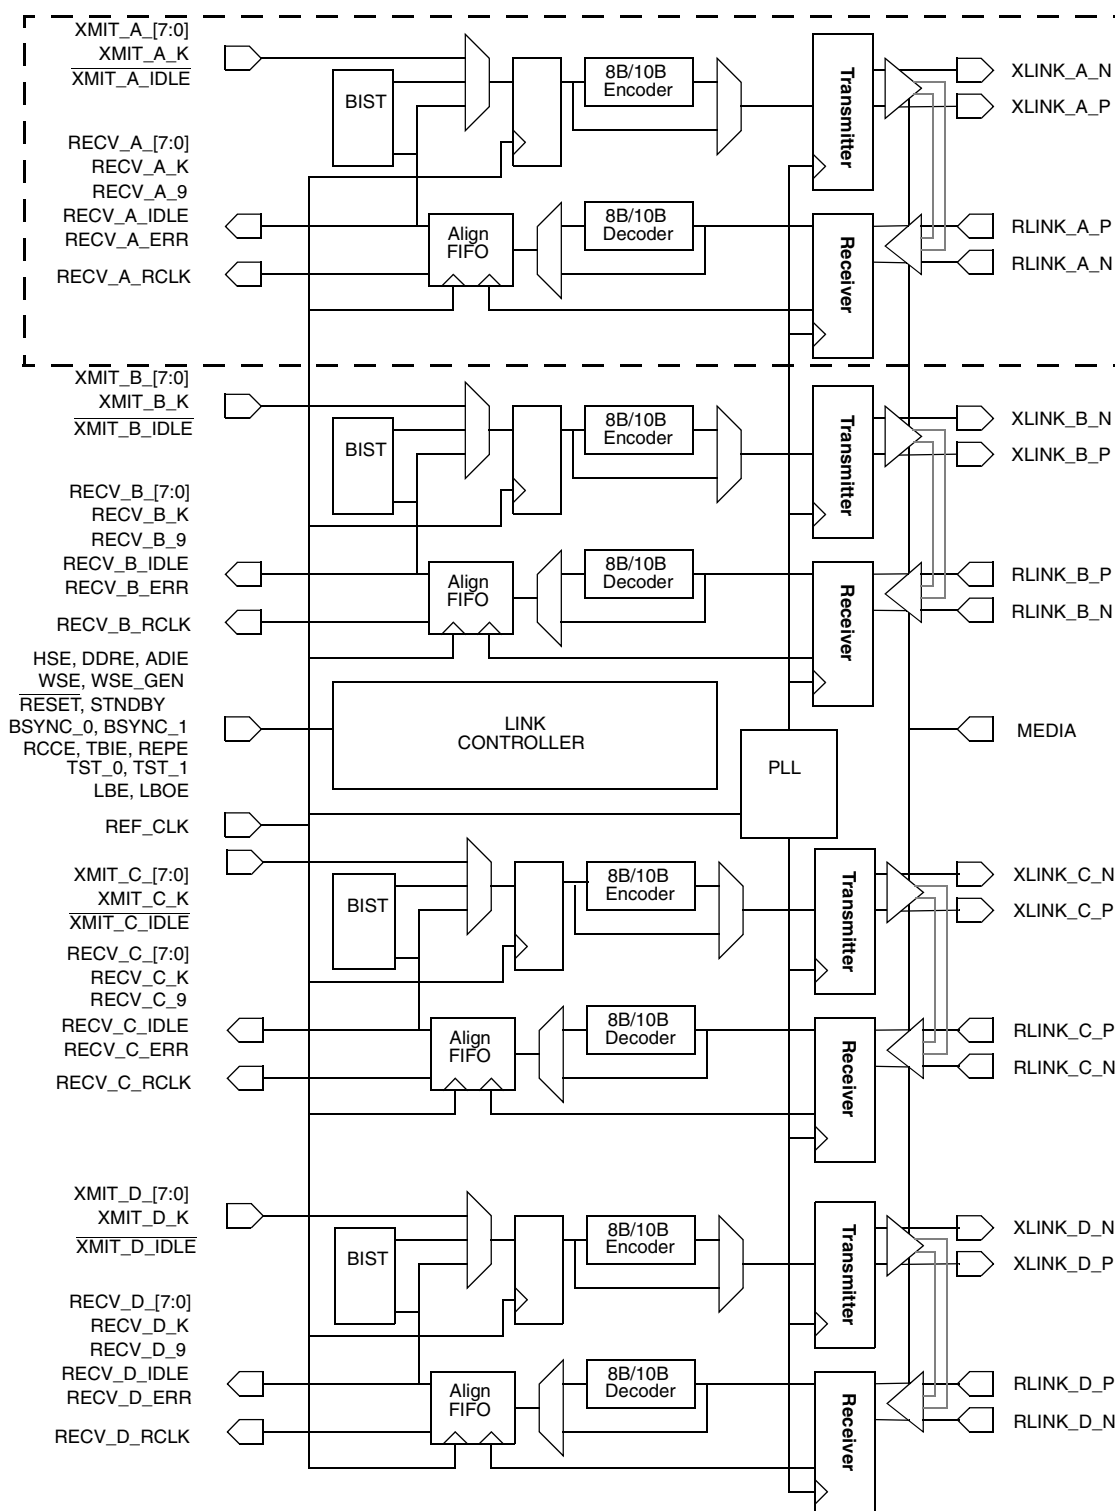 XMIT_A_[7:0]
XMIT_A_K
XMIT_A_IDLE
BIST
8B/10B
Encoder
Transmitter
XLINK_A_N
XLINK_A_P
RECV_A_[7:0]
RECV_A_K
RECV_A_9
RECV_A_IDLE
RECV_A_ERR
RECV_A_RCLK
Align
FIFO
8B/10B
Decoder
Receiver
RLINK_A_P
RLINK_A_N
XMIT_B_[7:0]
XMIT_B_K
XMIT_B_IDLE
BIST
8B/10B
Encoder
Transmitter
XLINK_B_N
XLINK_B_P
RECV_B_[7:0]
RECV_B_K
RECV_B_9
RECV_B_IDLE
RECV_B_ERR
RECV_B_RCLK
Align
FIFO
8B/10B
Decoder
Receiver
RLINK_B_P
RLINK_B_N
HSE, DDRE, ADIE
WSE, WSE_GEN
RESET, STNDBY
BSYNC_0, BSYNC_1
RCCE, TBIE, REPE
TST_0, TST_1
LBE, LBOE
LINK
CONTROLLER
PLL
MEDIA
REF_CLK
XMIT_C_[7:0]
XMIT_C_K
XMIT_C_IDLE
BIST
8B/10B
Encoder
Transmitter
XLINK_C_N
XLINK_C_P
RECV_C_[7:0]
RECV_C_K
RECV_C_9
RECV_C_IDLE
RECV_C_ERR
RECV_C_RCLK
Align
FIFO
8B/10B
Decoder
Receiver
RLINK_C_P
RLINK_C_N
XMIT_D_[7:0]
XMIT_D_K
XMIT_D_IDLE
BIST
8B/10B
Encoder
Transmitter
XLINK_D_N
XLINK_D_P
RECV_D_[7:0]
RECV_D_K
RECV_D_9
RECV_D_IDLE
RECV_D_ERR
RECV_D_RCLK
Align
FIFO
8B/10B
Decoder
Receiver
RLINK_D_P
RLINK_D_N